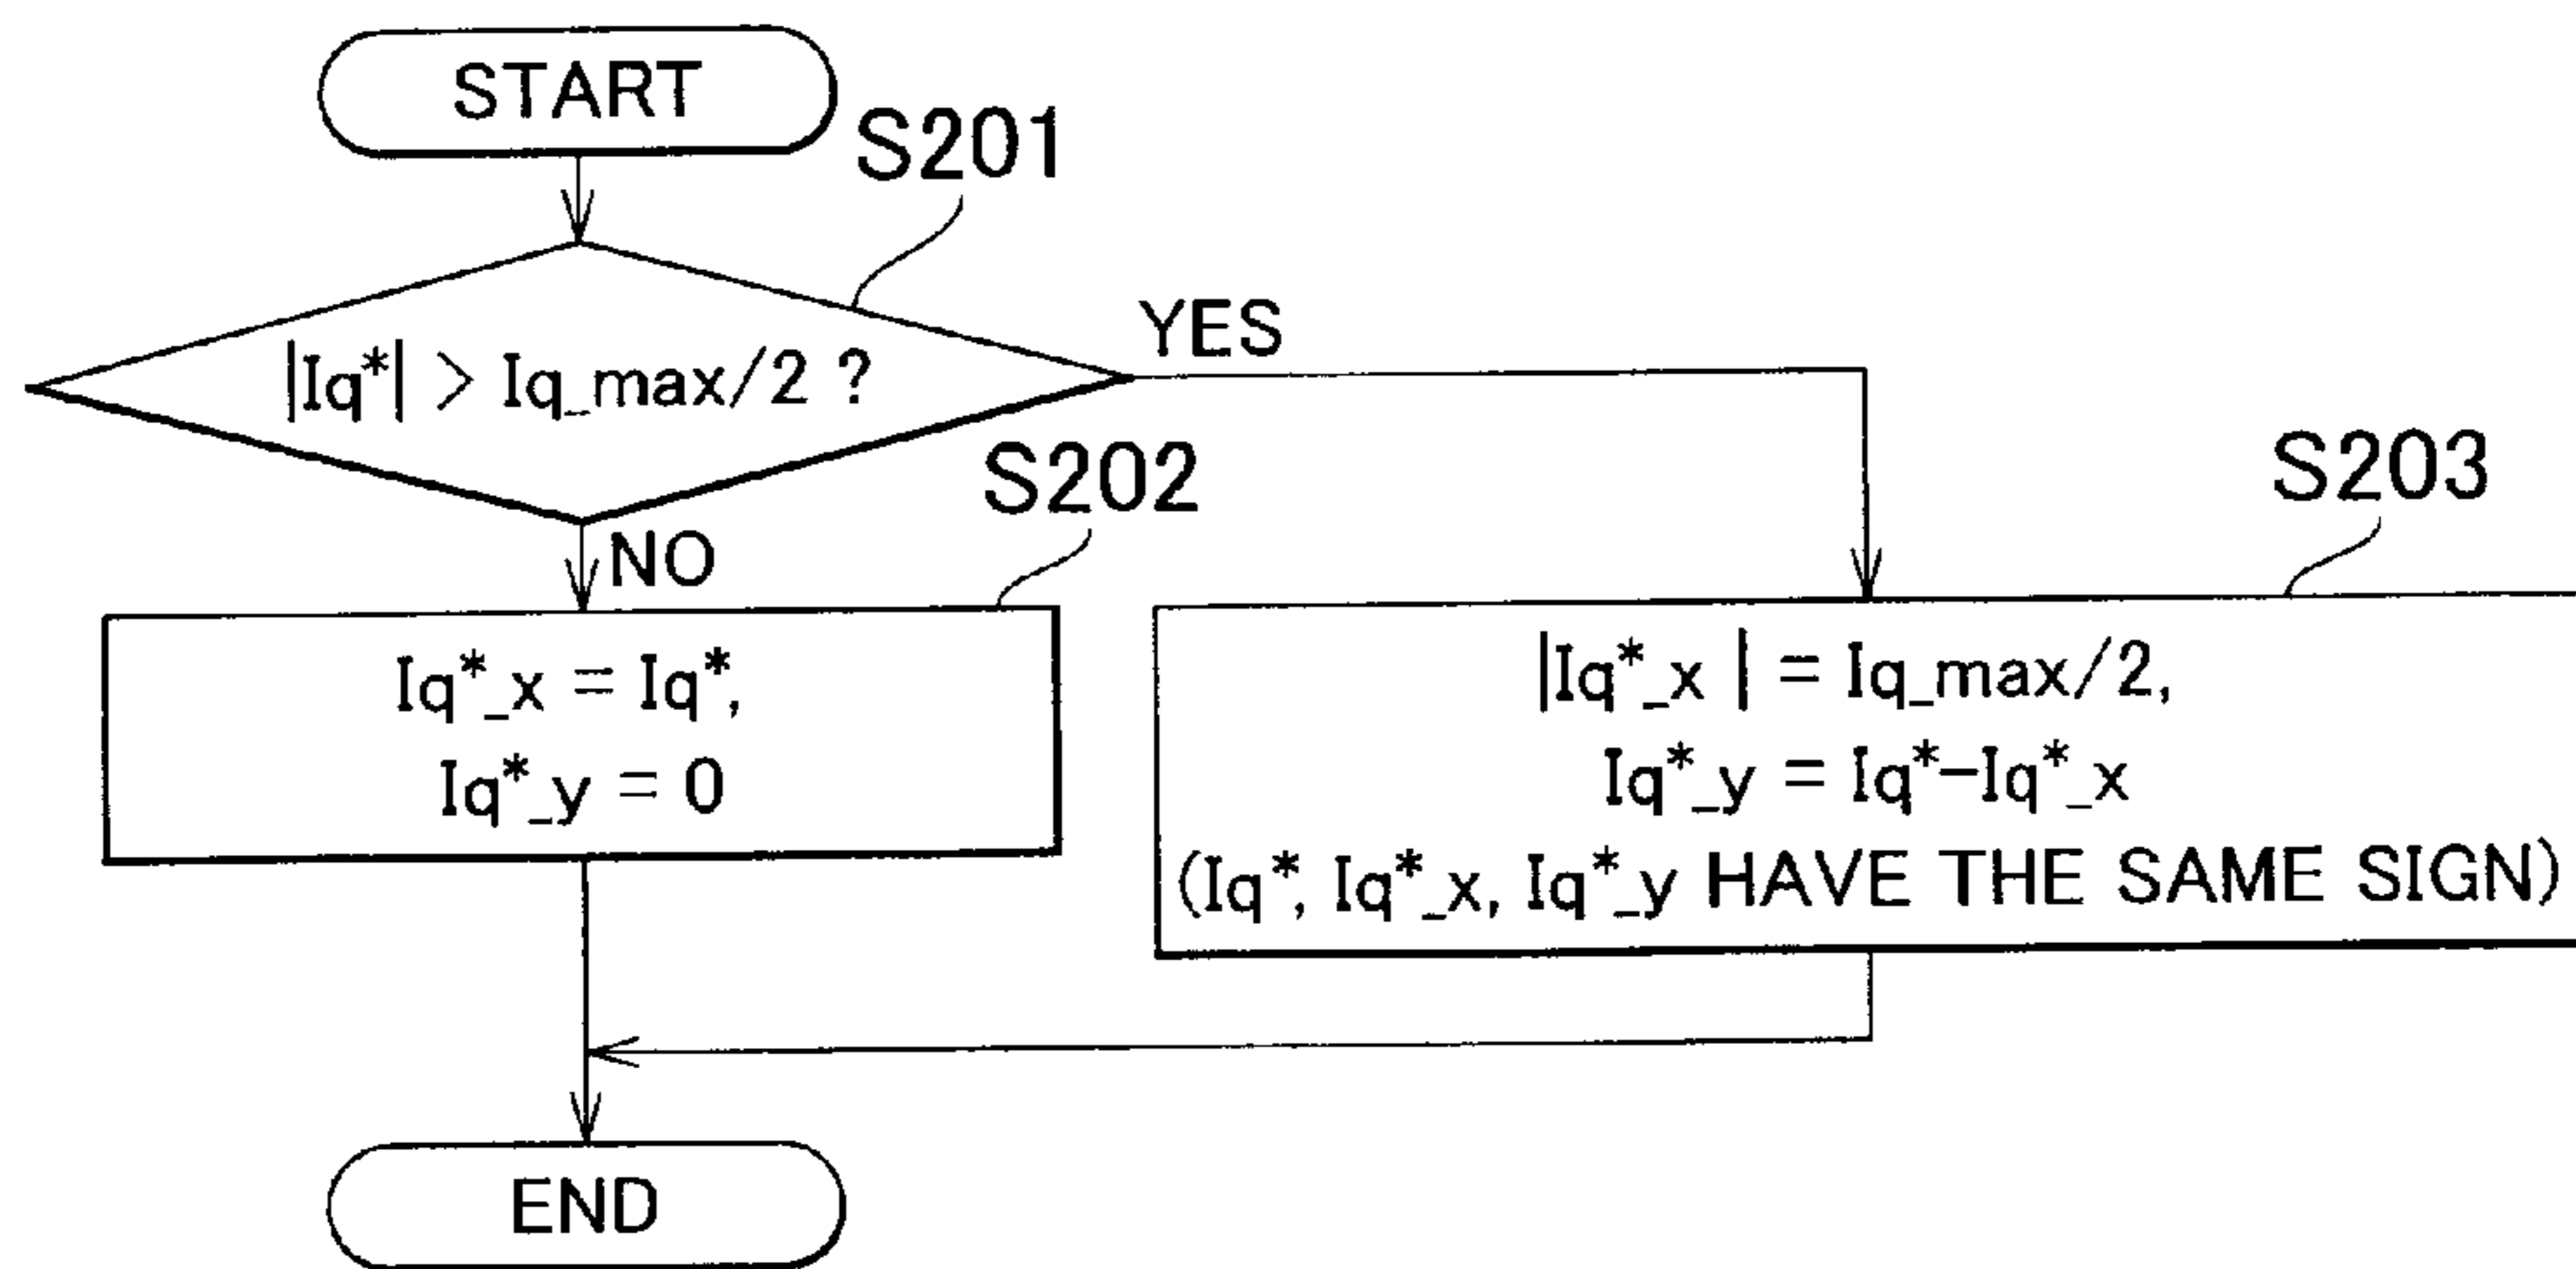 START
S201
|Iq*| > Iq_max/2 ?
YES
NO
S202
Iq*_x = Iq*,
Iq*_y = 0
S203
|Iq*_x | = Iq_max/2,
Iq*_y = Iq*-Iq*_x
(Iq*, Iq*_x, Iq*_y HAVE THE SAME SIGN)
END